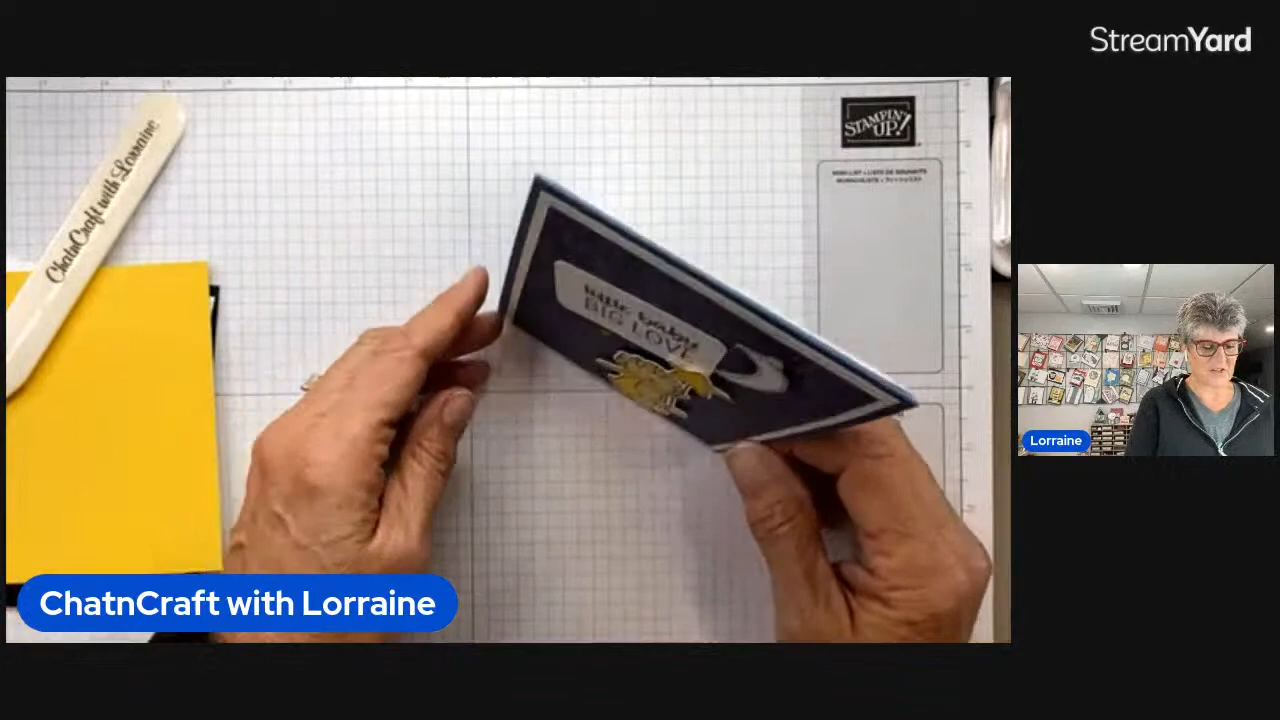 StreamYard
ChatnCraft with Lorraine
STAMPIN'
UP!
little baby
BIG LOVE
Lorraine
ChatnCraft with Lorraine